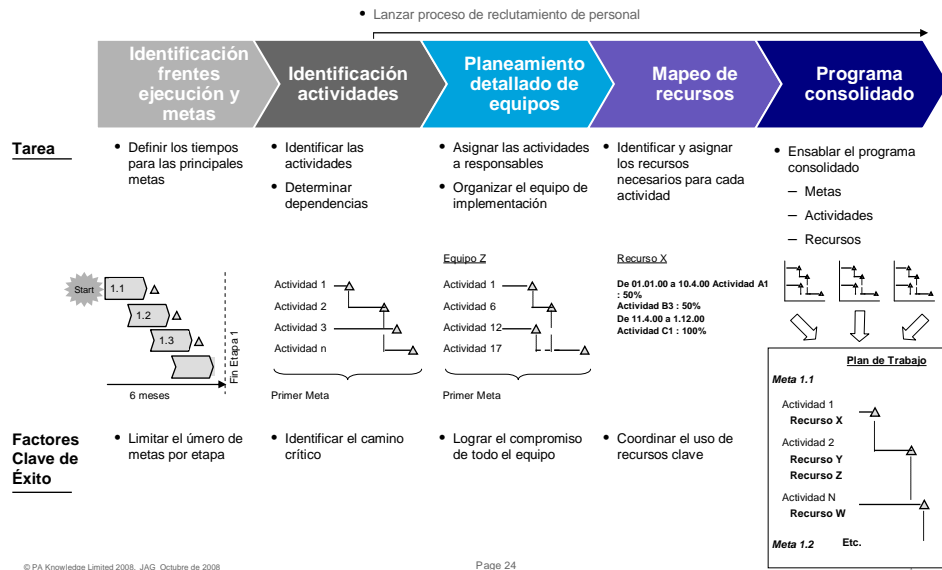 • Lanzar proceso de reclutamiento de personal
Identificación
frentes
ejecución y
metas
Identificación
actividades
Planeamiento
detallado de
equipos
Mapeo de
recursos
Programa
consolidado
Tarea
• Definir los tiempos
para las principales
metas
• Identificar las
actividades
• Determinar
dependencias
• Asignar las actividades
a responsables
• Organizar el equipo de
implementación
• Identificar y asignar
los recursos
necesarios para cada
actividad
• Ensablar el programa
consolidado
– Metas
– Actividades
– Recursos
Start
1.1
1.2
1.3
Fin Etapa 1
6 meses
Actividad 1
Actividad 2
Actividad 3
Actividad n
Primer Meta
Equipo Z
Actividad 1
Actividad 6
Actividad 12
Actividad 17
Primer Meta
Recurso X
De 01.01.00 a 10.4.00 Actividad A1
: 50%
Actividad B3 : 50%
De 11.4.00 a 1.12.00
Actividad C1 : 100%
Plan de Trabajo
Meta 1.1
Actividad 1
Recurso X
Actividad 2
Recurso Y
Recurso Z
Actividad N
Recurso W
Meta 1.2 Etc.
Factores
Clave de
Éxito
• Limitar el úmero de
metas por etapa
• Identificar el camino
crítico
• Lograr el compromiso
de todo el equipo
• Coordinar el uso de
recursos clave
© PA Knowledge Limited 2008. JAG Octubre de 2008
Page 24